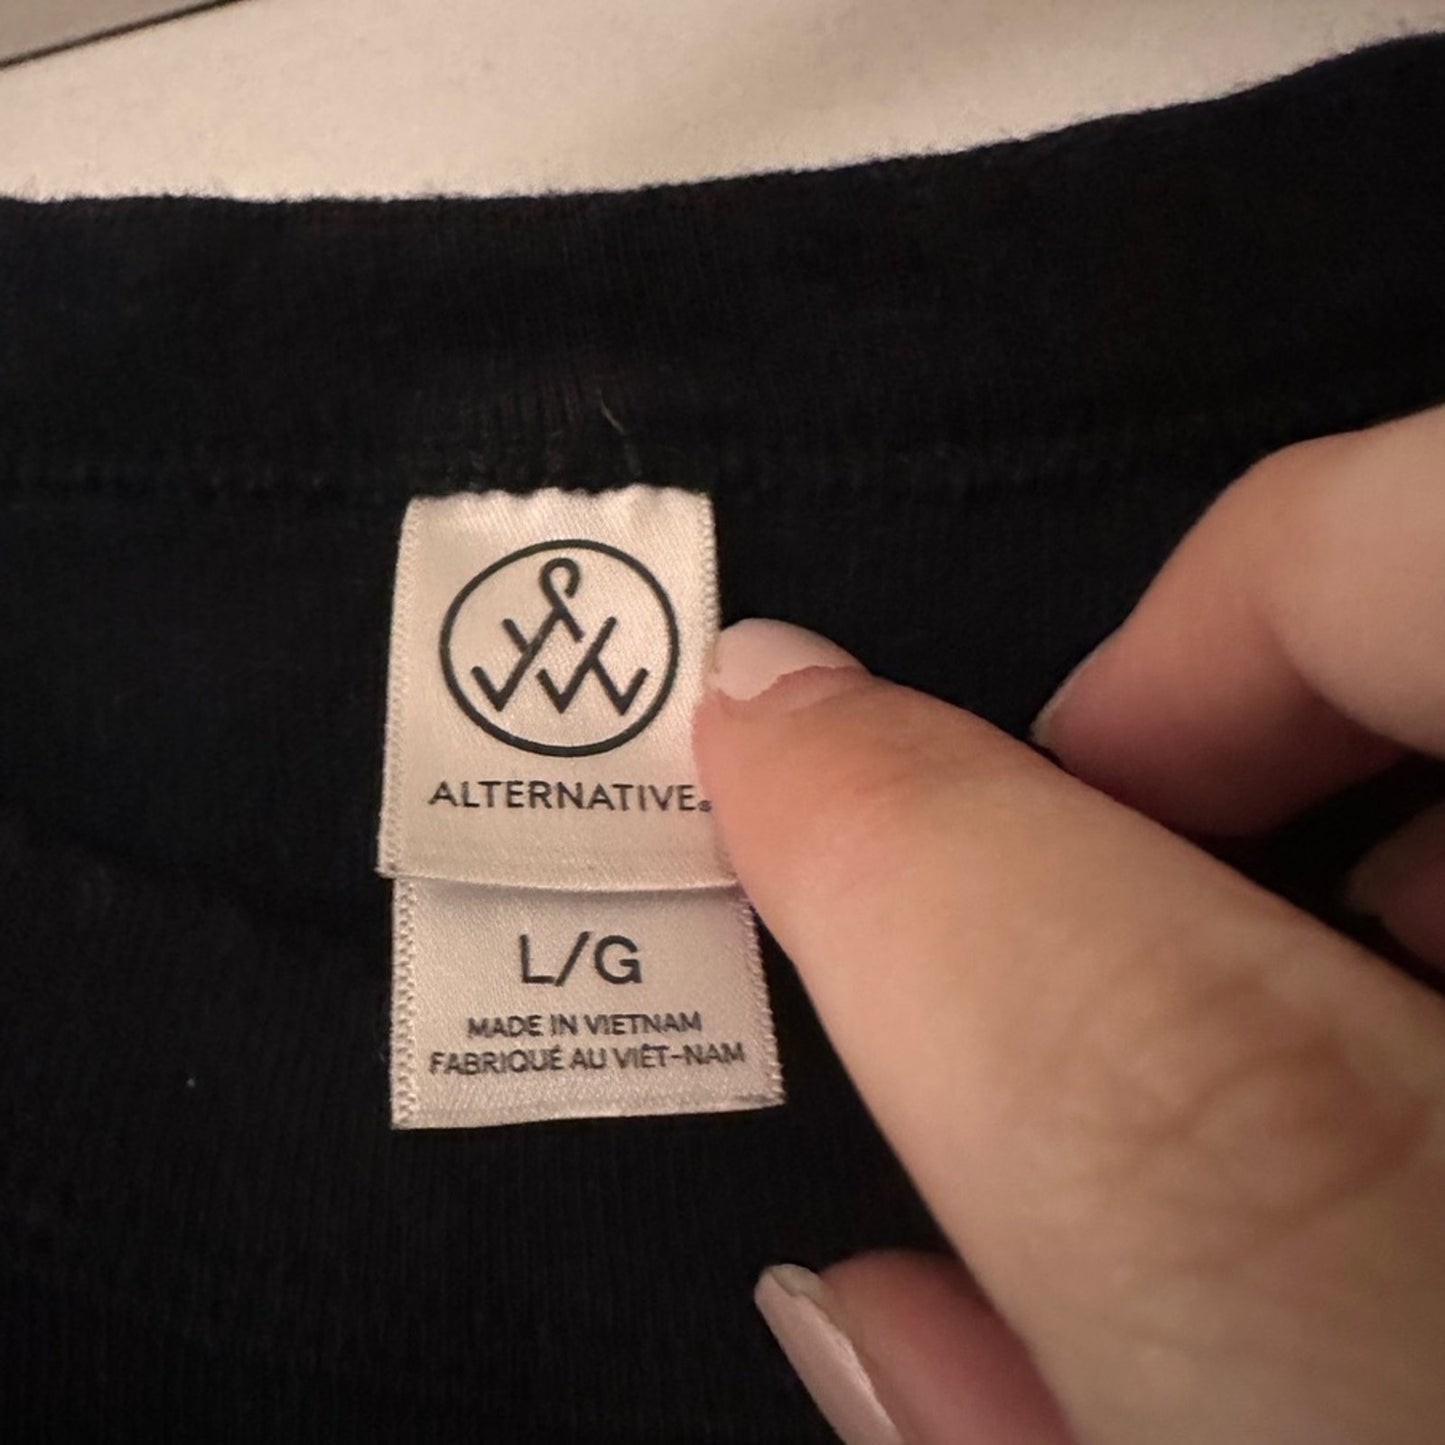 ALTERNATIVE®
L/G
MADE IN VIETNAM
FABRIQUÉ AU VIÊT-NAM